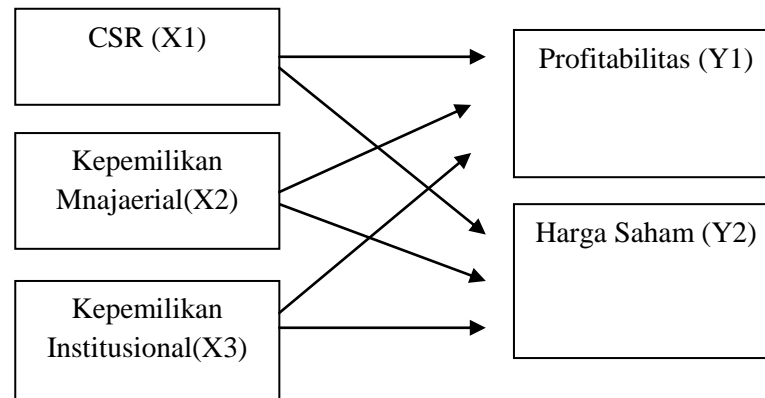 CSR (X1)
Profitabilitas (Y1)
Kepemilikan
Mnajaerial(X2)
Harga Saham (Y2)
Kepemilikan
Institusional(X3)